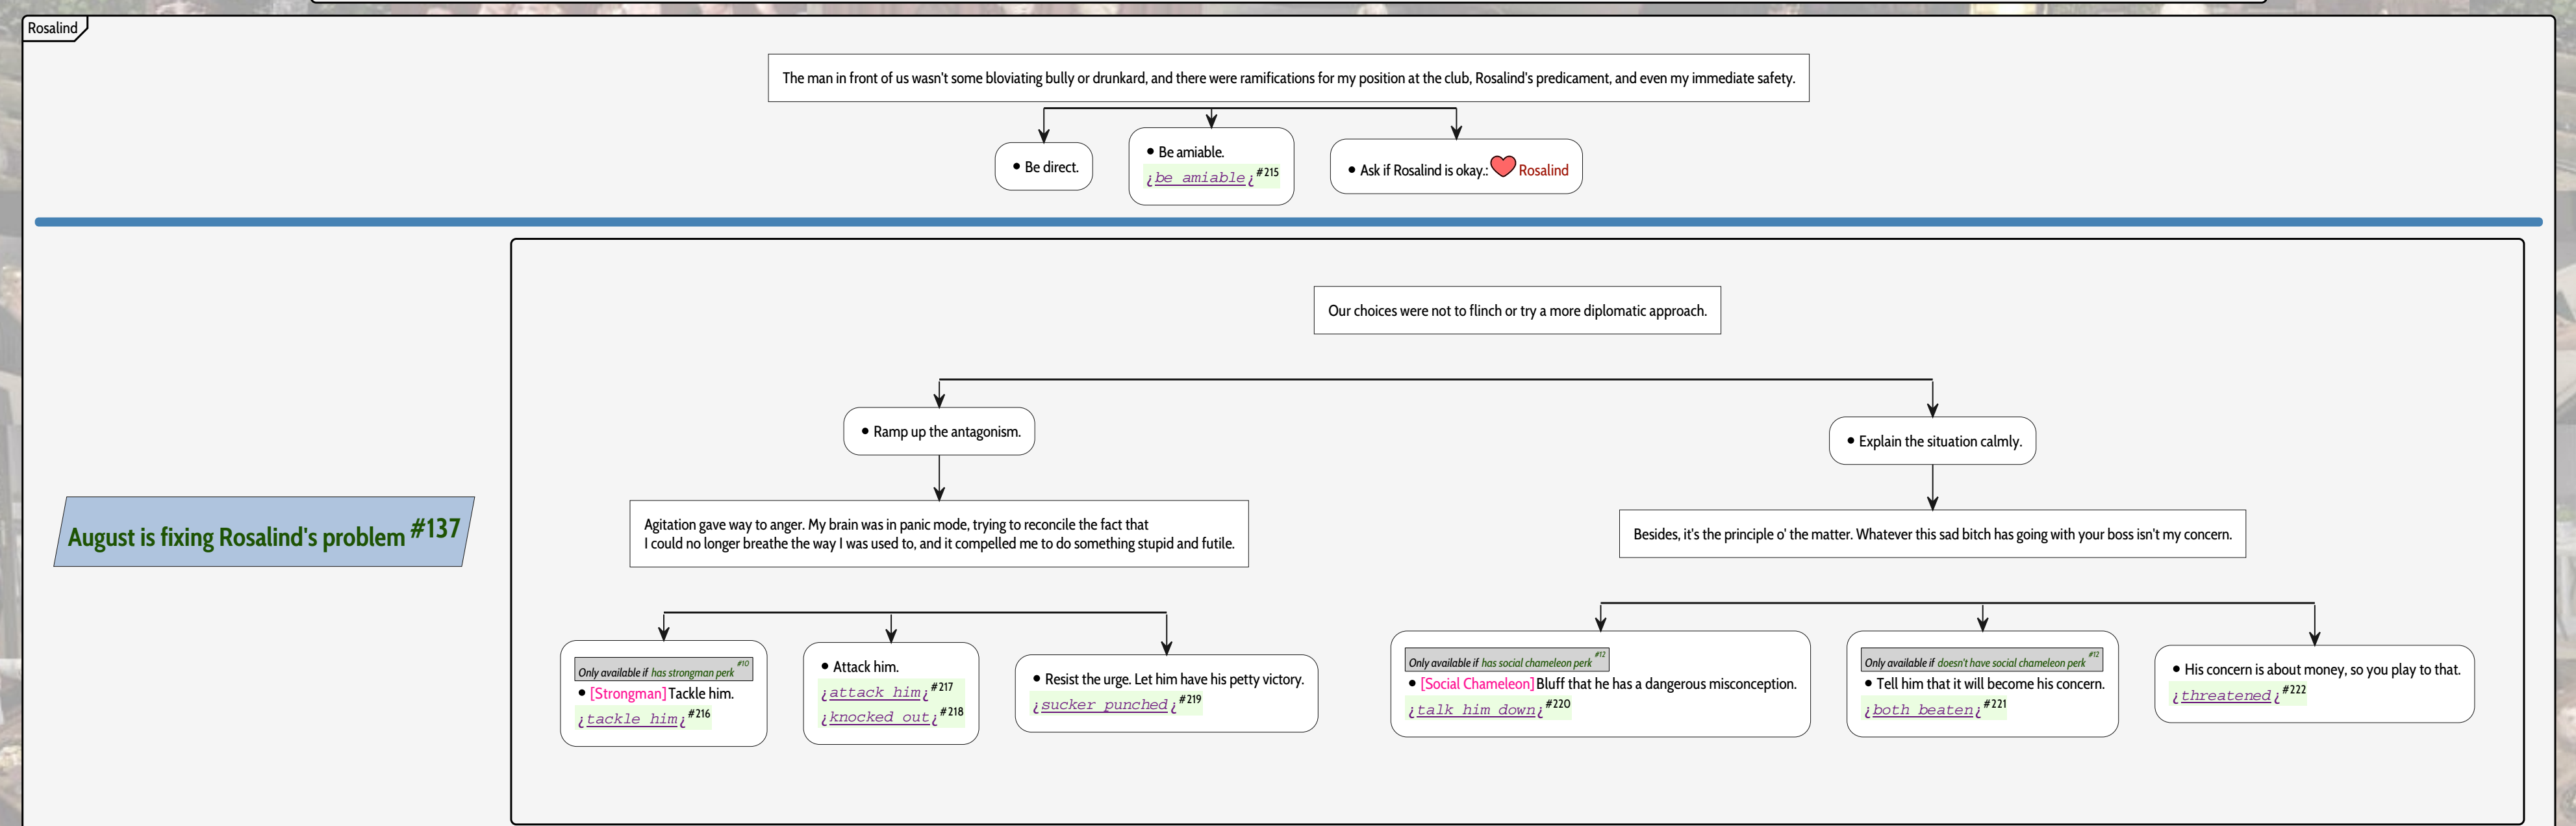 Rosalind
The man in front of us wasn't some bloviating bully or drunkard, and there were ramifications for my position at the club, Rosalind's predicament, and even my immediate safety.
• Be direct.
• Be amiable.
¿be amiable¿#215
• Ask if Rosalind is okay.: Rosalind
August is fixing Rosalind's problem #137
Our choices were not to flinch or try a more diplomatic approach.
• Ramp up the antagonism.
• Explain the situation calmly.
Agitation gave way to anger. My brain was in panic mode, trying to reconcile the fact that
I could no longer breathe the way I was used to, and it compelled me to do something stupid and futile.
Besides, it's the principle o' the matter. Whatever this sad bitch has going with your boss isn't my concern.
Only available if has strongman perk #10
• [Strongman] Tackle him.
¿tackle him¿#216
• Attack him.
¿attack him¿#217
¿knocked out¿#218
• Resist the urge. Let him have his petty victory.
¿sucker punched¿#219
Only available if has social chameleon perk #12
• [Social Chameleon] Bluff that he has a dangerous misconception.
¿talk him down¿#220
Only available if doesn't have social chameleon perk #12
• Tell him that it will become his concern.
¿both beaten¿#221
• His concern is about money, so you play to that.
¿threatened¿#222